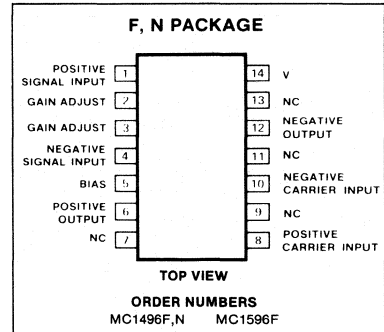 F, N PACKAGE
POSITIVE
SIGNAL INPUT 1
GAIN ADJUST 2
GAIN ADJUST 3
NEGATIVE
SIGNAL INPUT 4
BIAS 5
POSITIVE
OUTPUT 6
NC 7
14 V
13 NC
12 NEGATIVE
OUTPUT
11 NC
10 NEGATIVE
CARRIER INPUT
9 NC
8 POSITIVE
CARRIER INPUT
TOP VIEW
ORDER NUMBERS
MC1496F,N MC1596F